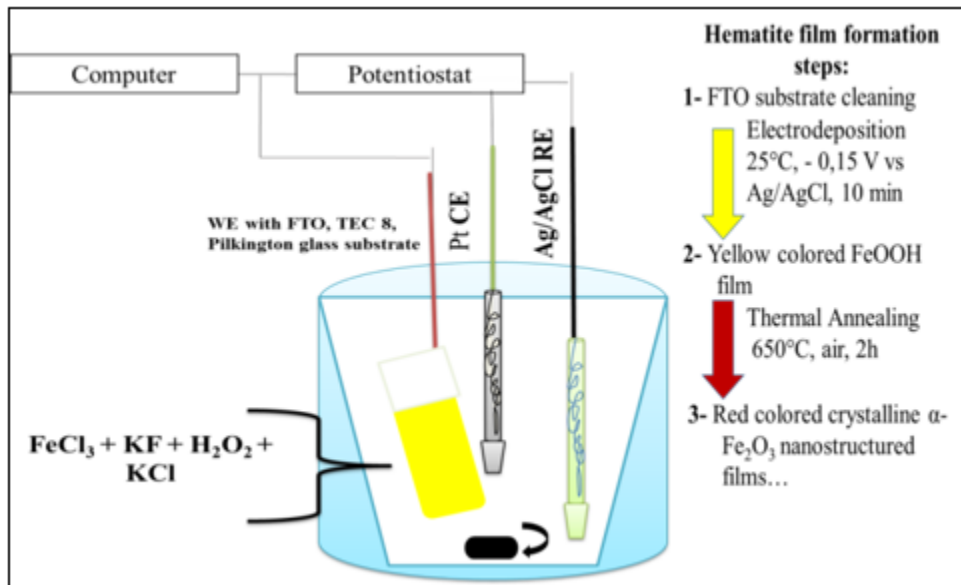 Computer
Potentiostat
WE with FTO, TEC 8,
Pilkington glass substrate
Pt CE
Ag/AgCl RE
FeCl₃ + KF + H₂O₂ +
KCl
Hematite film formation
steps:
1- FTO substrate cleaning
Electrodeposition
25°C, - 0,15 V vs
Ag/AgCl, 10 min
2- Yellow colored FeOOH
film
Thermal Annealing
650°C, air, 2h
3- Red colored crystalline α-
Fe₂O₃ nanostructured
films…